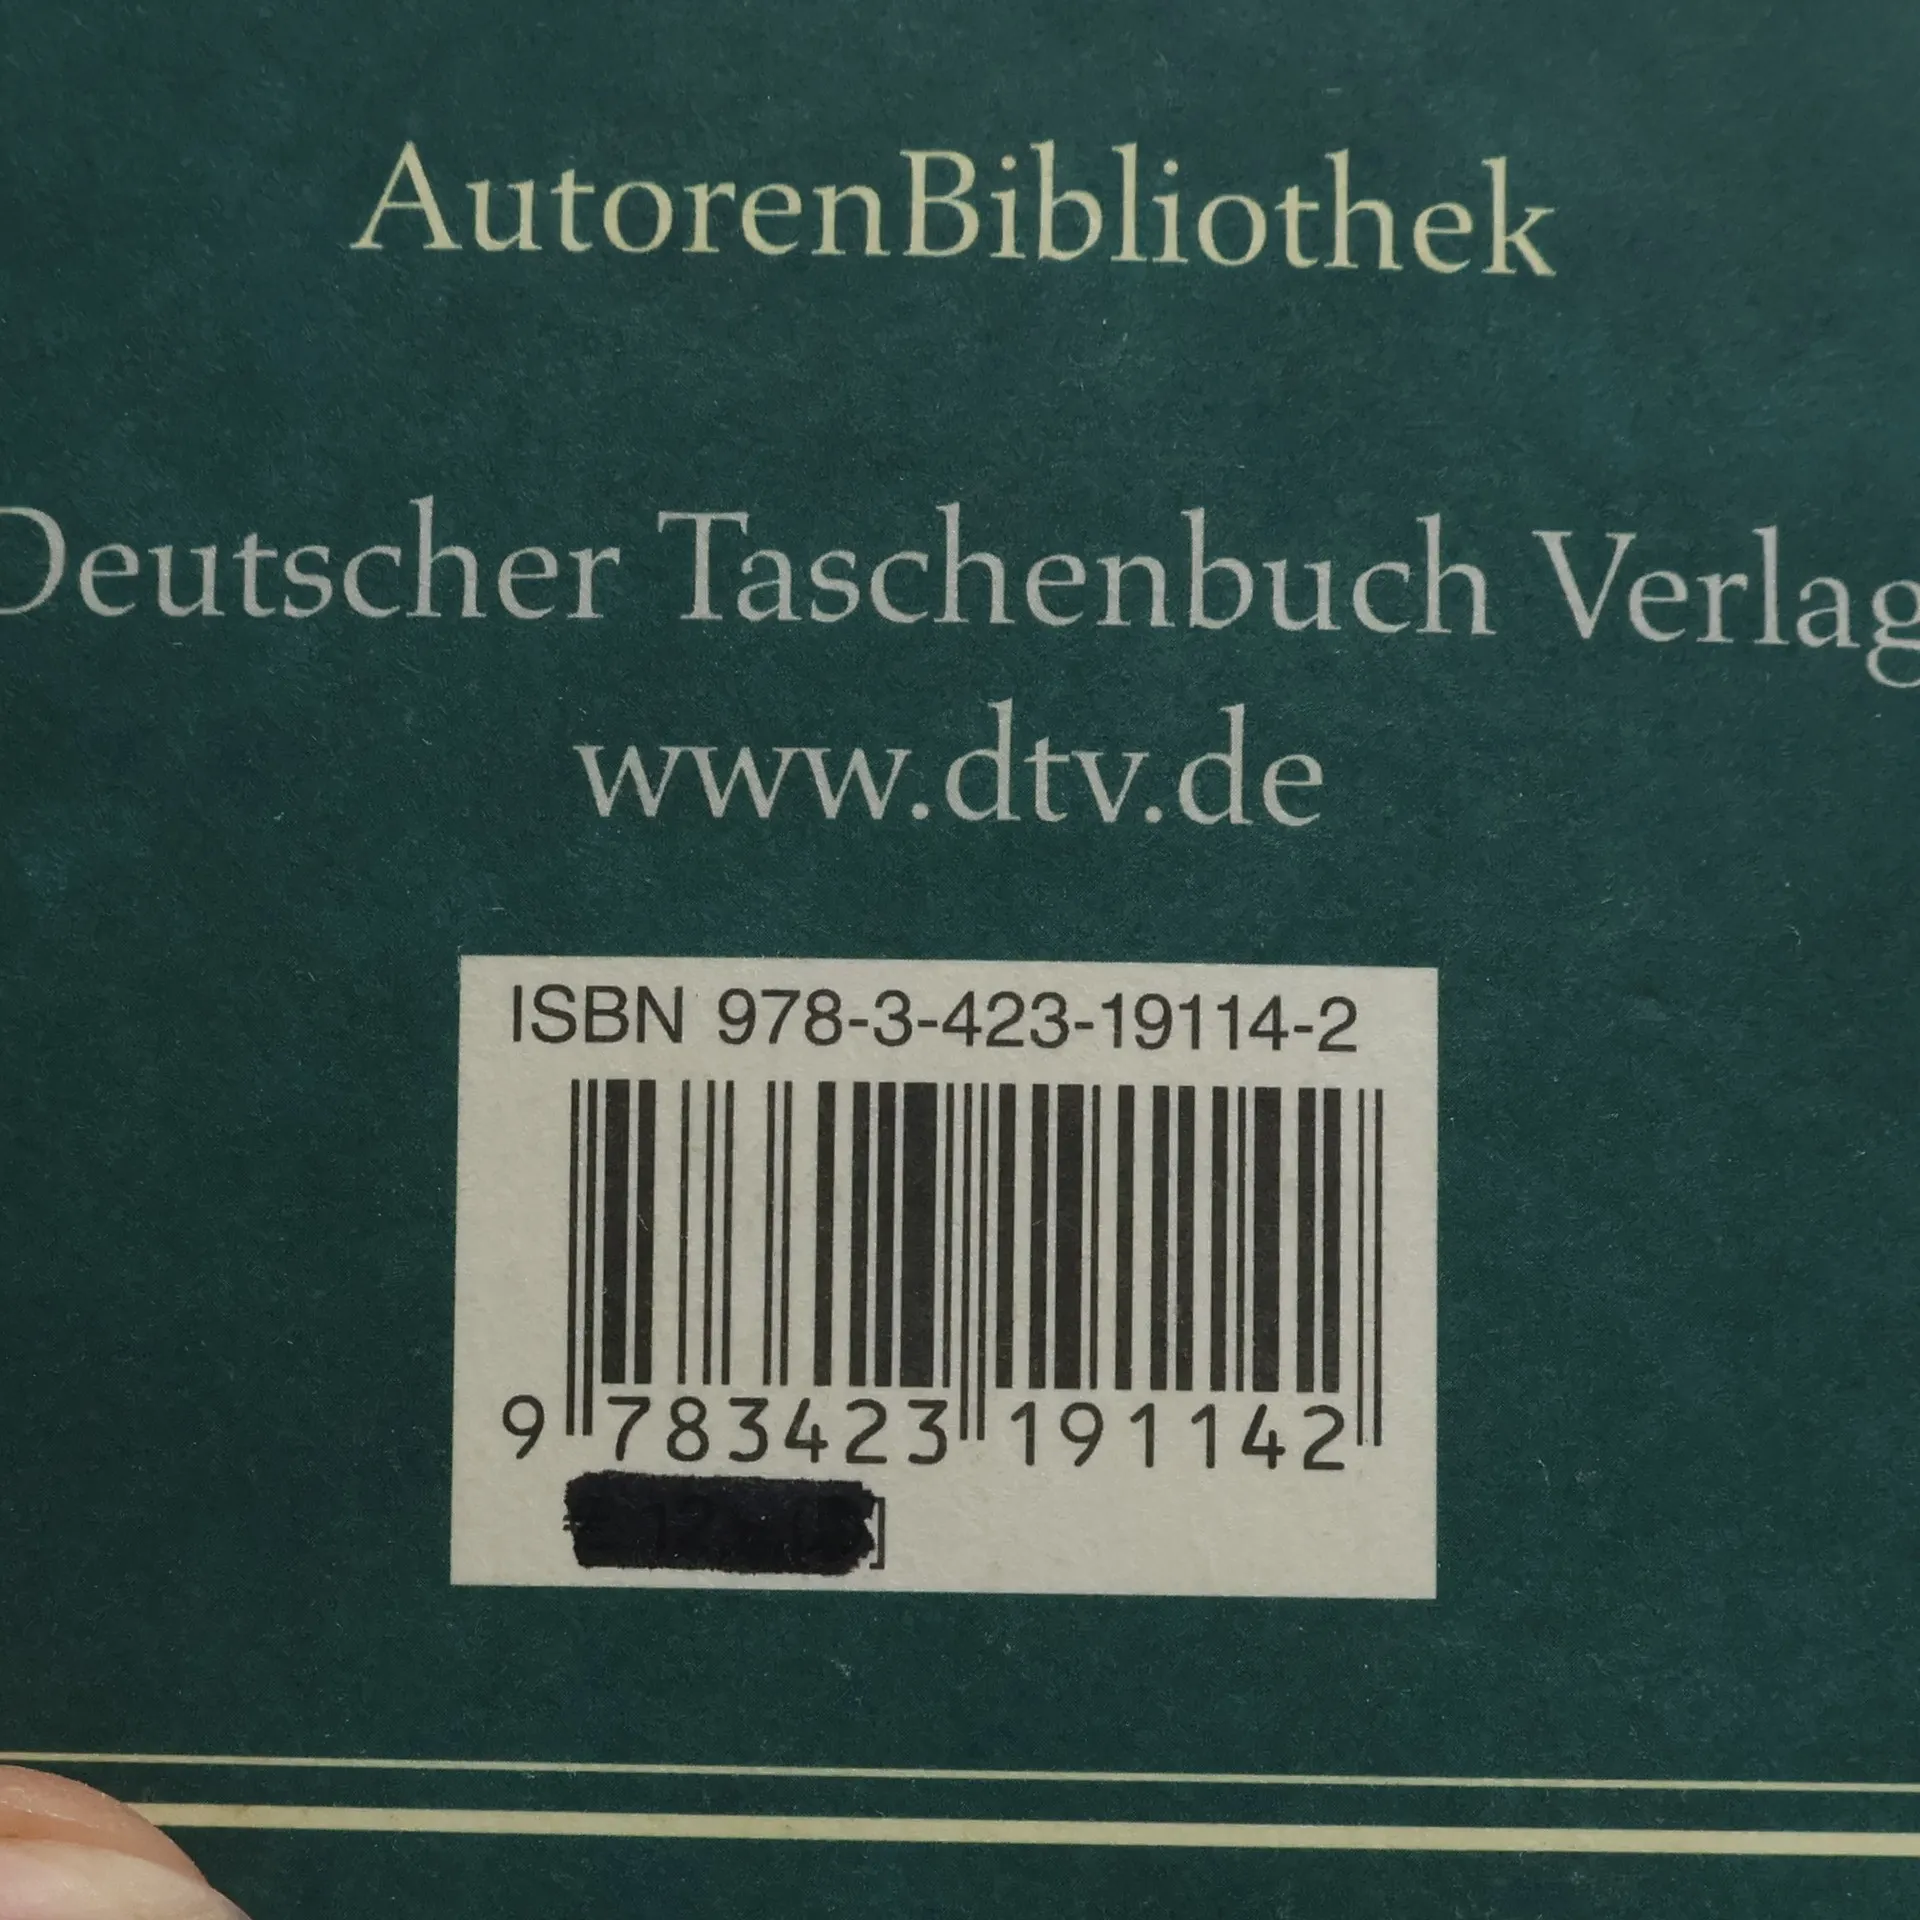 AutorenBibliothek
Deutscher Taschenbuch Verlag
www.dtv.de
ISBN 978-3-423-19114-2
9 783423 191142
]